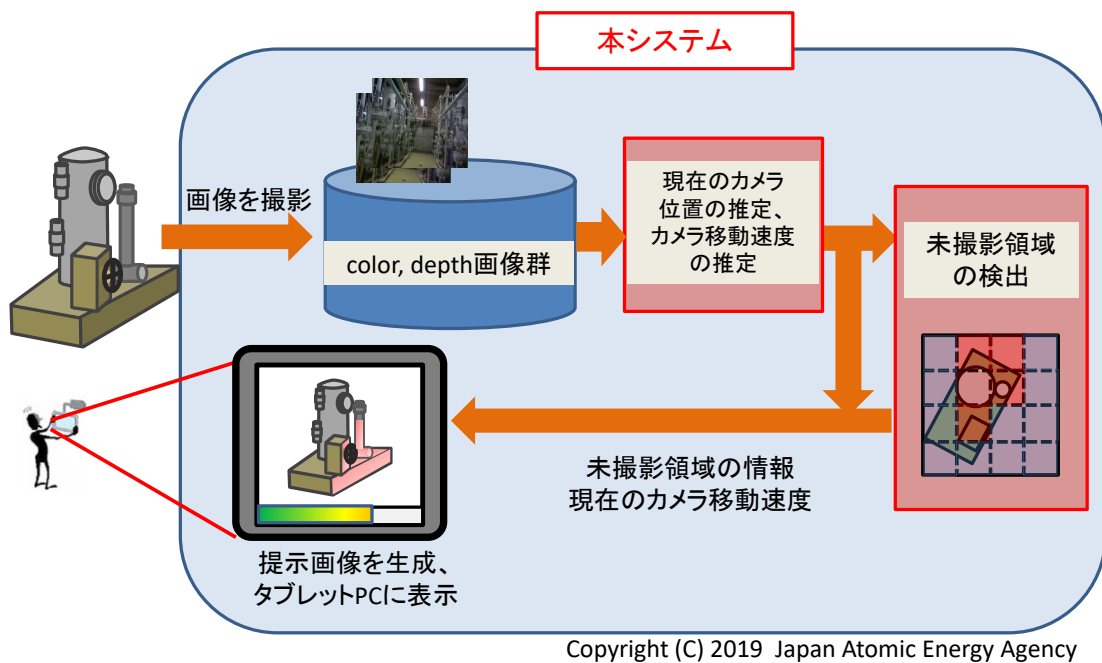 本システム
画像を撮影
color, depth画像群
現在のカメラ
位置の推定、
カメラ移動速度
の推定
未撮影領域
の検出
未撮影領域の情報
現在のカメラ移動速度
提示画像を生成、
タブレットPCに表示
Copyright (C) 2019  Japan Atomic Energy Agency